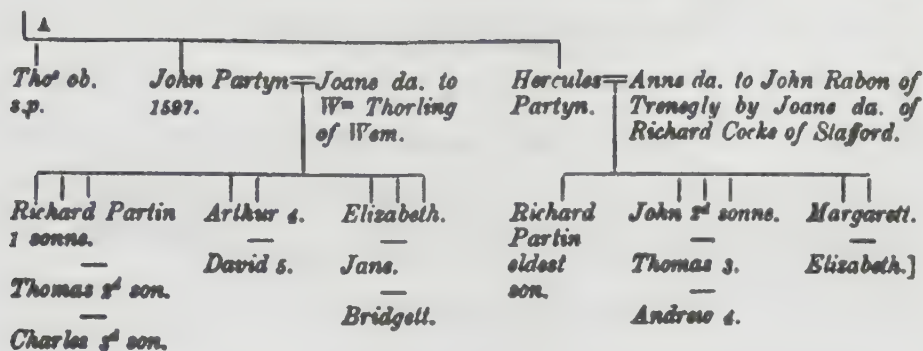 A
Thoˢ ob.
s.p.
John Partyn
1597.
Joane da. to
Wᵐ Thorling
of Wem.
Hercules
Partyn.
Anne da. to John Rabon of
Trenegly by Joane da. of
Richard Cocke of Stafford.
Richard Partin
1 sonne.
Thomas 2ᵈ son.
Charles 3ᵈ son.
Arthur 4.
David 5.
Elizabeth.
Jane.
Bridgett.
Richard
Partin
eldest
son.
John 2ᵈ sonne.
Thomas 3.
Andrew 4.
Margarett.
Elizabeth.]